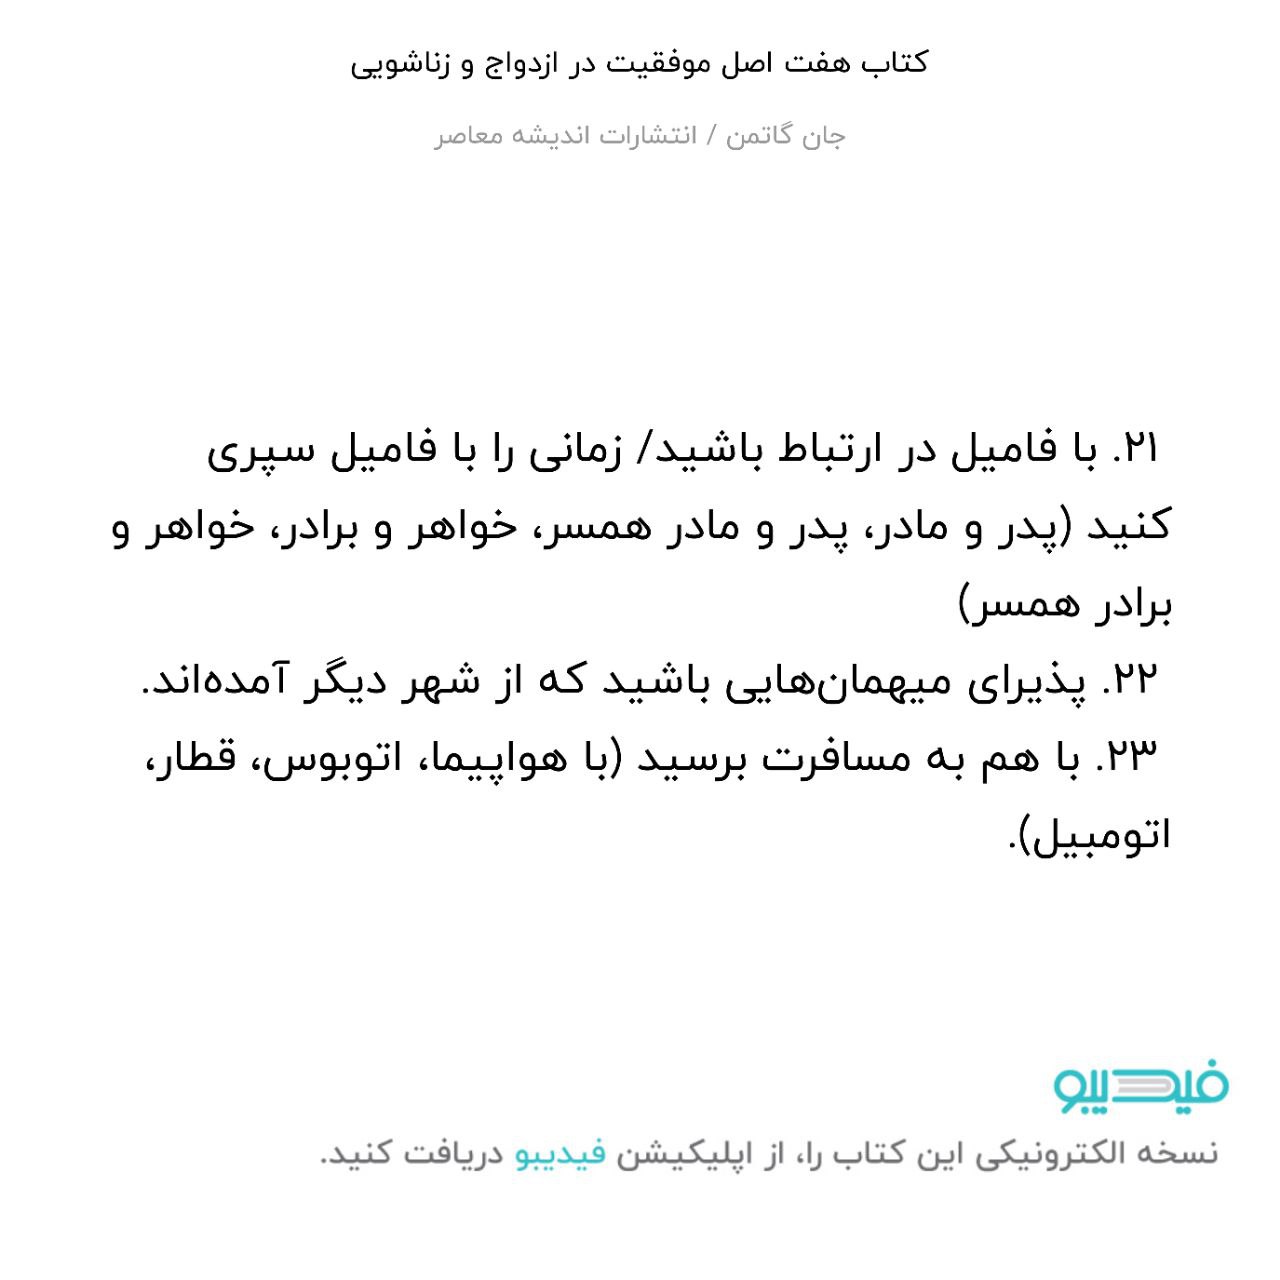 کتاب هفت اصل موفقیت در ازدواج و زناشویی
جان گاتمن / انتشارات اندیشه معاصر
۲۱. با فامیل در ارتباط باشید/ زمانی را با فامیل سپری
کنید (پدر و مادر، پدر و مادر همسر، خواهر و برادر، خواهر و
برادر همسر)
۲۲. پذیرای میهمان‌هایی باشید که از شهر دیگر آمده‌اند.
۲۳. با هم به مسافرت برسید (با هواپیما، اتوبوس، قطار،
اتومبیل).
فیدیبو
نسخه الکترونیکی این کتاب را، از اپلیکیشن فیدیبو دریافت کنید.